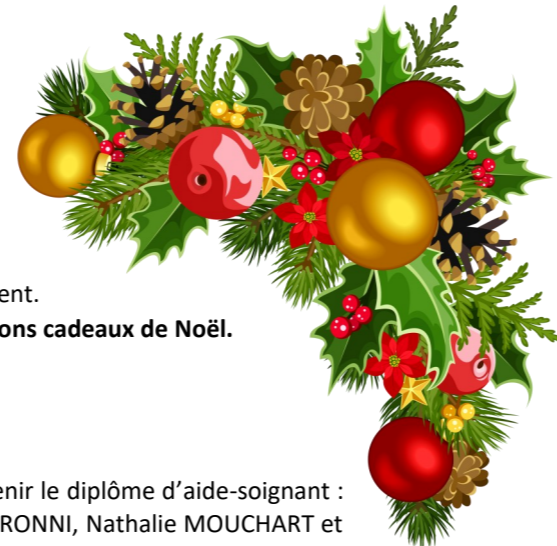 ent.
ons cadeaux de Noël.
enir le diplôme d’aide-soignant :
RONNI, Nathalie MOUCHART et